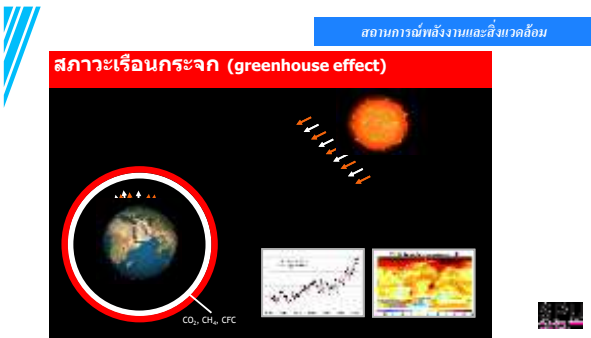 สถานการณ์พลังงานและสิ่งแวดล้อม
สภาวะเรือนกระจก (greenhouse effect)
CO₂, CH₄, CFC